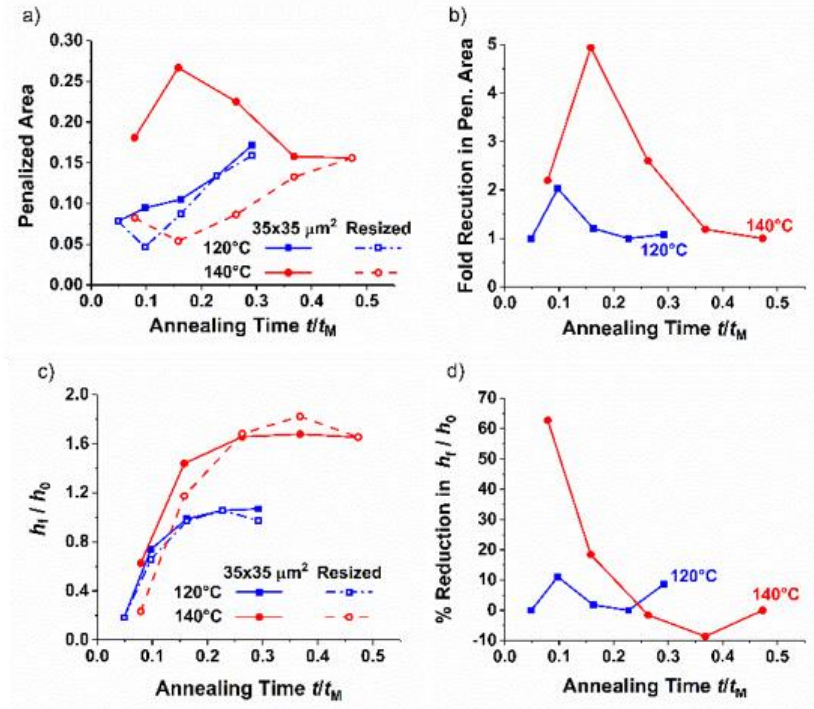 a)
0.30
0.25
0.20
0.15
0.10
0.05
0.00
Penalized Area
35x35 μm² Resized
120°C
140°C
0.0 0.1 0.2 0.3 0.4 0.5
Annealing Time t/tM
b)
5
4
3
2
1
0
Fold Recution in Pen. Area
140°C
120°C
0.0 0.1 0.2 0.3 0.4 0.5
Annealing Time t/tM
c)
2.0
1.6
1.2
0.8
0.4
0.0
hf / h0
35x35 μm² Resized
120°C
140°C
0.0 0.1 0.2 0.3 0.4 0.5
Annealing Time t/tM
d)
70
60
50
40
30
20
10
0
-10
% Reduction in hf / h0
120°C
140°C
0.0 0.1 0.2 0.3 0.4 0.5
Annealing Time t/tM